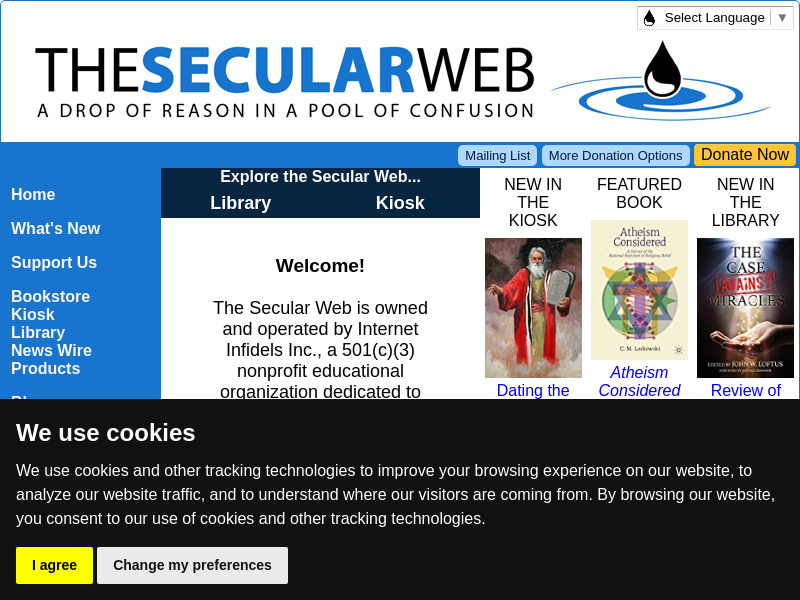 Select Language ▼
THESECULARWEB
A DROP OF REASON IN A POOL OF CONFUSION
Mailing List
More Donation Options
Donate Now
Home
What's New
Support Us
Bookstore
Kiosk
Library
News Wire
Products
Explore the Secular Web...
Library
Kiosk
Welcome!
The Secular Web is owned
and operated by Internet
Infidels Inc., a 501(c)(3)
nonprofit educational
organization dedicated to
NEW IN
THE
KIOSK
Dating the
FEATURED
BOOK
Atheism
Considered
A Survey of the
Rational Rejection of Religious Belief
C. M. Lorkowski
Atheism
Considered
NEW IN
THE
LIBRARY
THE
CASE
AGAINST
MIRACLES
EDITED BY JOHN W. LOFTUS
Review of
We use cookies
We use cookies and other tracking technologies to improve your browsing experience on our website, to
analyze our website traffic, and to understand where our visitors are coming from. By browsing our website,
you consent to our use of cookies and other tracking technologies.
I agree
Change my preferences